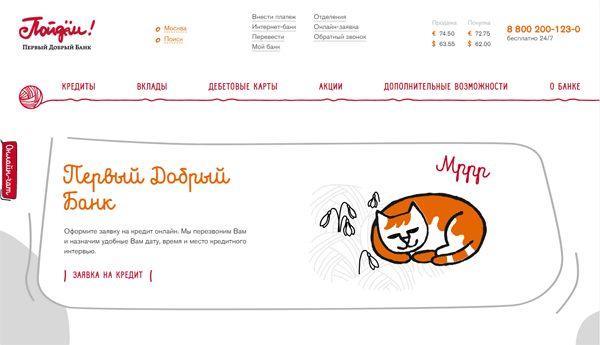 Пойдём!
Первый Добрый Банк
Москва
Поиск
Внести платеж
Интернет-банк
Перевести
Мой банк
Отделения
Онлайн-заявка
Обратный звонок
Продажа Покупка
€ 74.50 € 72.75
$ 63.55 $ 62.00
8 800 200-123-0
бесплатно 24/7
КРЕДИТЫ ВКЛАДЫ ДЕБЕТОВЫЕ КАРТЫ АКЦИИ ДОПОЛНИТЕЛЬНЫЕ ВОЗМОЖНОСТИ О БАНКЕ
Онлайн-чат
Мррр
Первый Добрый
Банк
Оформите заявку на кредит онлайн. Мы перезвоним Вам
и назначим удобные Вам дату, время и место кредитного
интервью.
ЗАЯВКА НА КРЕДИТ